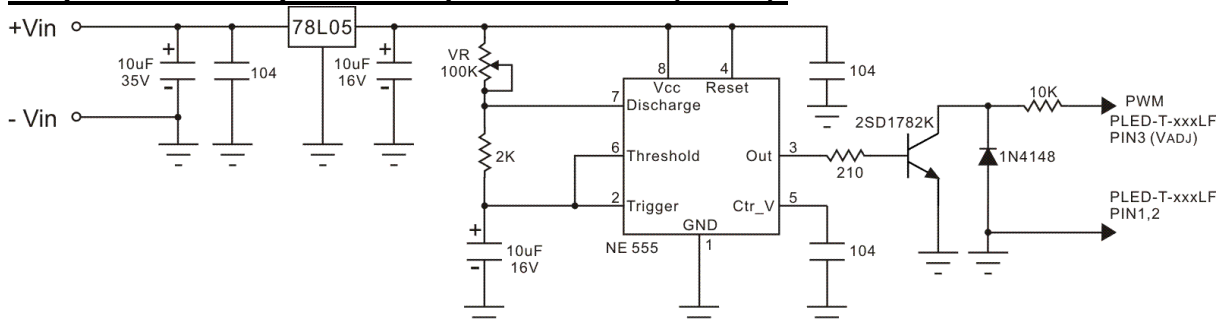 +Vin
78L05
10uF
35V
+
-
104
10uF
16V
+
-
VR
100K
8
4
Vcc
Reset
104
7
Discharge
10K
PWM
PLED-T-xxxLF
PIN3 (VADJ)
- Vin
2SD1782K
2K
6
Threshold
Out
3
210
1N4148
2
Trigger
Ctr_V
5
PLED-T-xxxLF
PIN1,2
+
-
10uF
16V
GND
NE 555
1
104